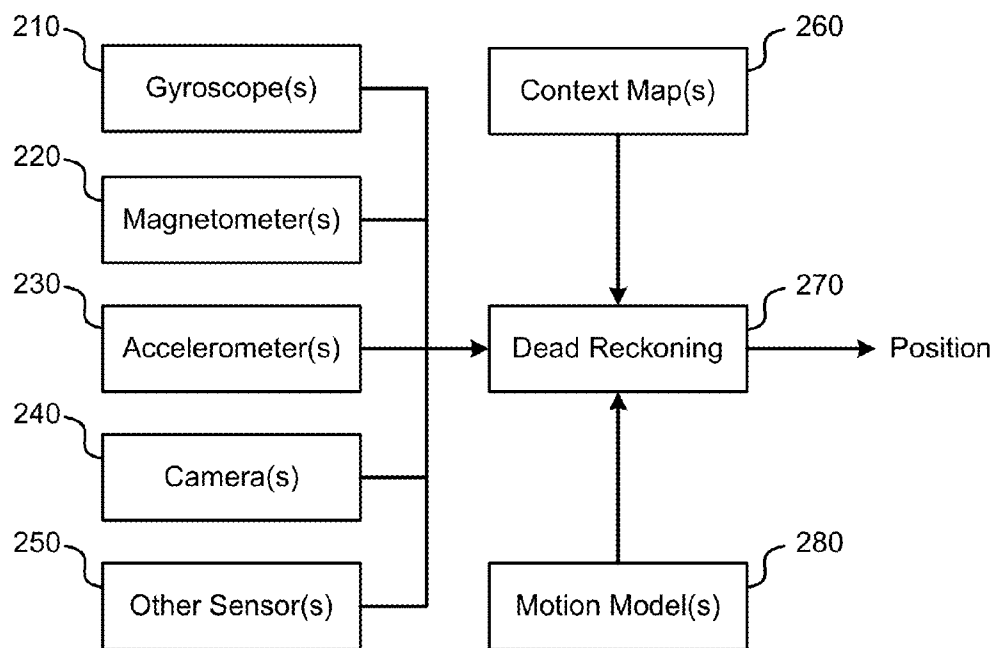 210
Gyroscope(s)
220
Magnetometer(s)
230
Accelerometer(s)
240
Camera(s)
250
Other Sensor(s)
260
Context Map(s)
270
Dead Reckoning
Position
280
Motion Model(s)